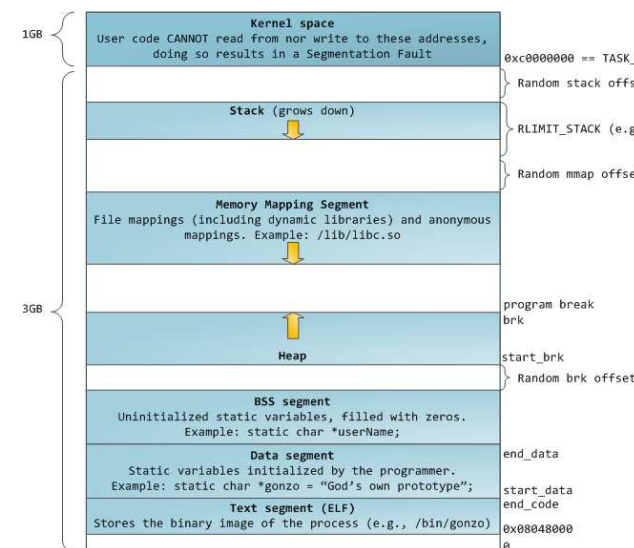 Kernel space
1GB
User code CANNOT read from nor write to these addresses,
doing so results in a Segmentation Fault
0xc0000000 == TASK_
Random stack offs
Stack (grows down)
RLIMIT_STACK (e.g
Random mmap offse
Memory Mapping Segment
File mappings (including dynamic libraries) and anonymous
mappings. Example: /lib/libc.so
3GB
program break
brk
Heap
start_brk
Random brk offset
BSS segment
Uninitialized static variables, filled with zeros.
Example: static char *userName;
Data segment
end_data
Static variables initialized by the programmer.
Example: static char *gonzo = “God’s own prototype”;
start_data
end_code
Text segment (ELF)
Stores the binary image of the process (e.g., /bin/gonzo)
0x08048000
0